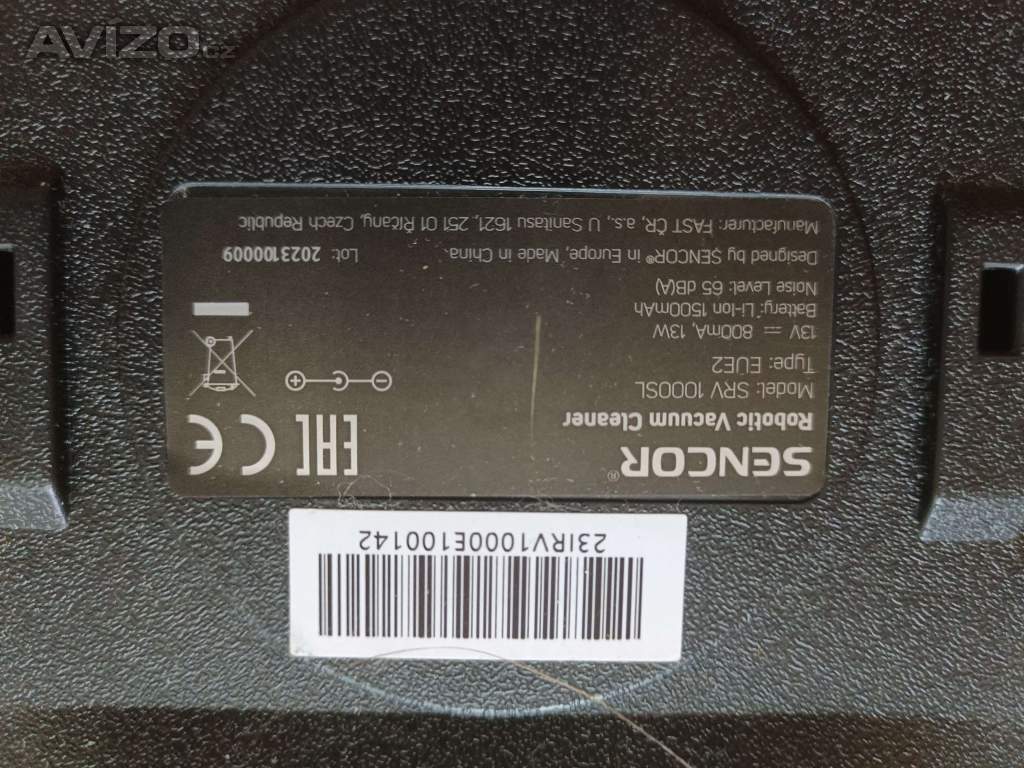 AVIZO.cz
SENCOR®
Robotic Vacuum Cleaner
Model: SRV 1000SL
Type: EUE2
13V ⎓ 800mA, 13W
Battery: Li-Ion 1500mAh
Noise Level: 65 dB(A)
Designed by SENCOR® in Europe, Made in China.
Lot: 2023100009
Manufacturer: FAST ČR, a.s., U Sanitasu 1621, 251 01 Říčany, Czech Republic
EAC CE
23IRV1000E100142